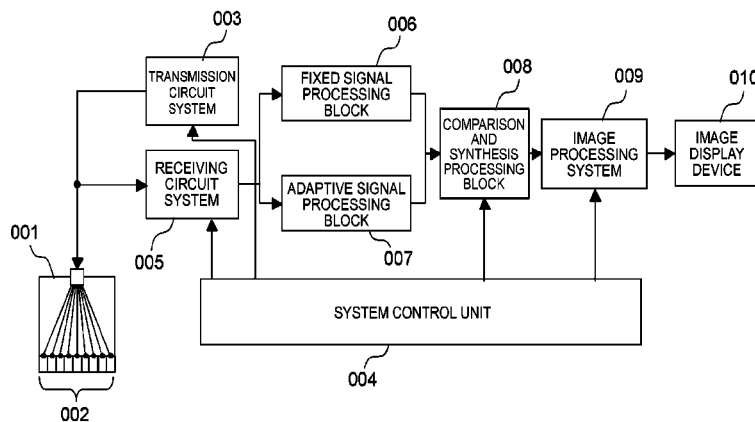 003
TRANSMISSION
CIRCUIT
SYSTEM
006
FIXED SIGNAL
PROCESSING
BLOCK
008
COMPARISON
AND
SYNTHESIS
PROCESSING
BLOCK
009
IMAGE
PROCESSING
SYSTEM
010
IMAGE
DISPLAY
DEVICE
RECEIVING
CIRCUIT
SYSTEM
005
ADAPTIVE SIGNAL
PROCESSING
BLOCK
007
001
SYSTEM CONTROL UNIT
004
002